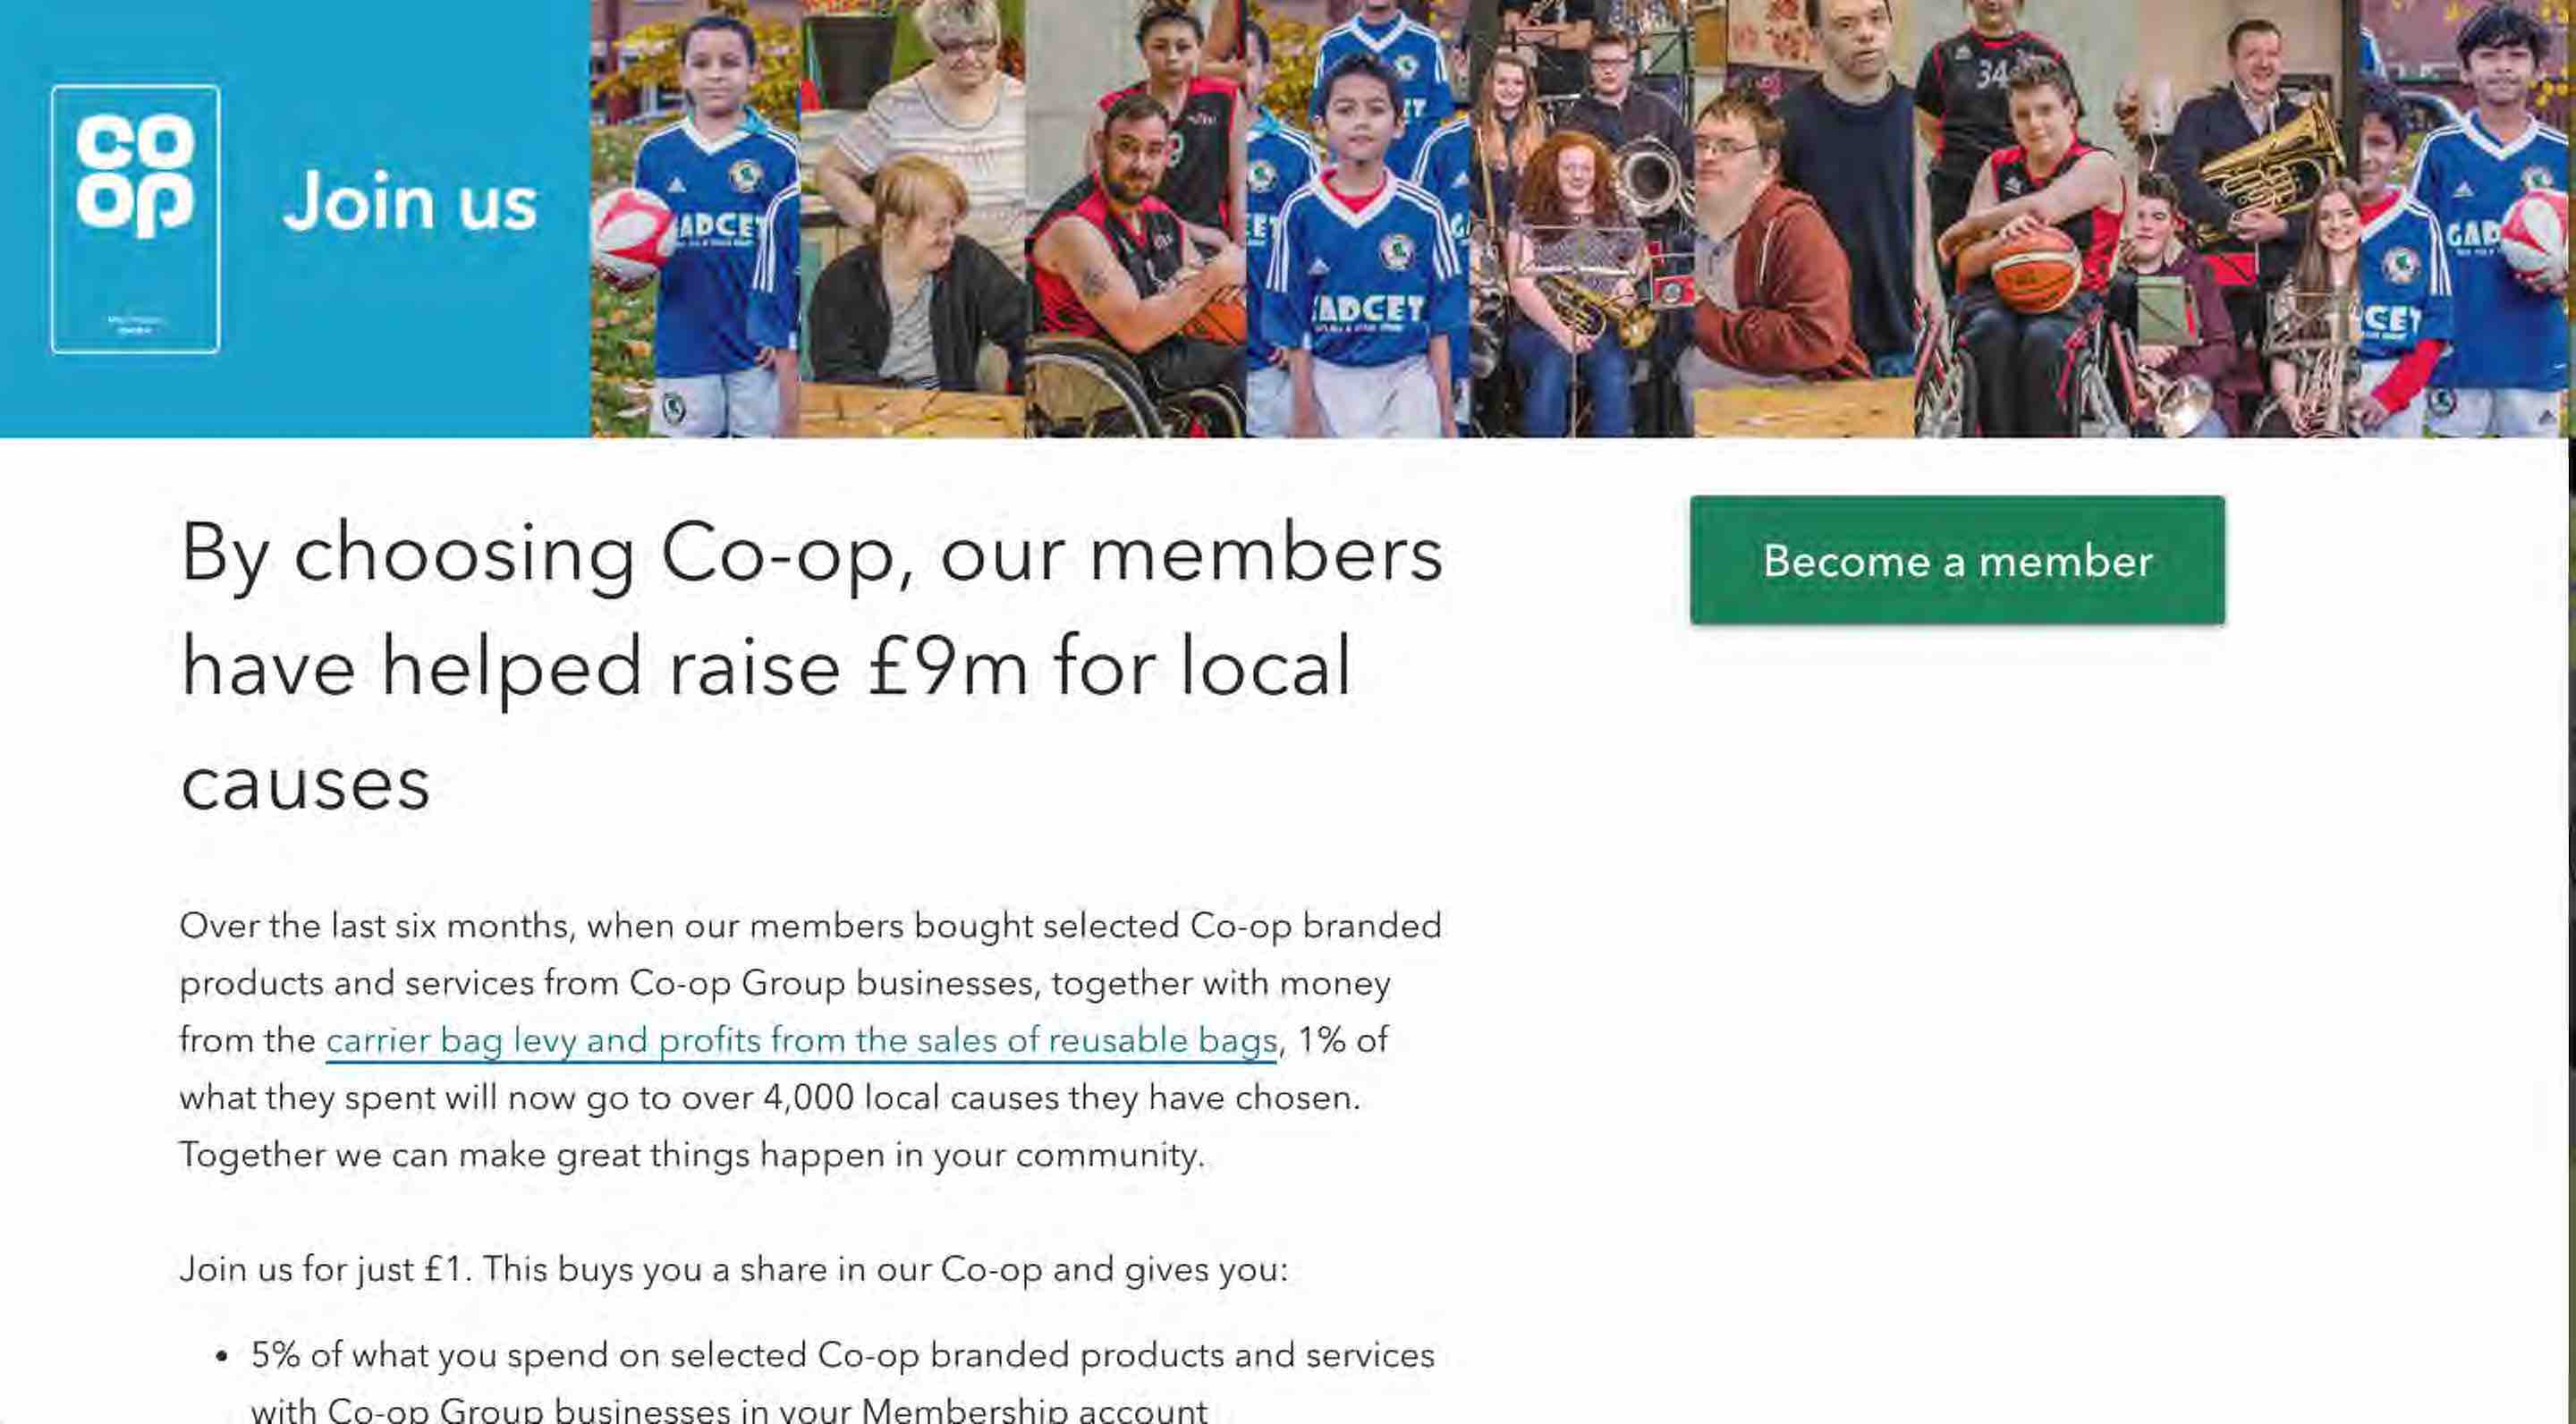 co
op
Join us
ADCET
34
GAD
ADCET
CET
By choosing Co-op, our members
have helped raise £9m for local
causes
Become a member
Over the last six months, when our members bought selected Co-op branded
products and services from Co-op Group businesses, together with money
from the carrier bag levy and profits from the sales of reusable bags, 1% of
what they spent will now go to over 4,000 local causes they have chosen.
Together we can make great things happen in your community.
Join us for just £1. This buys you a share in our Co-op and gives you:
• 5% of what you spend on selected Co-op branded products and services
with Co-op Group businesses in your Membership account